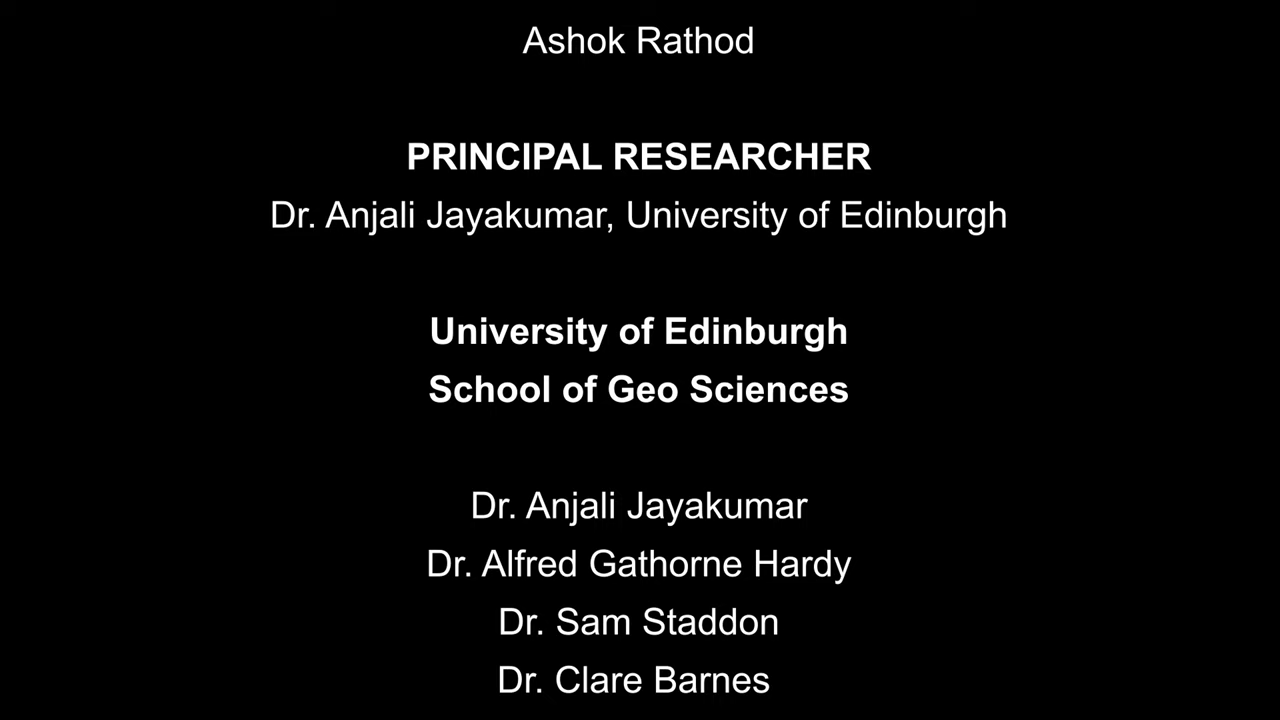 Ashok Rathod
PRINCIPAL RESEARCHER
Dr. Anjali Jayakumar, University of Edinburgh
University of Edinburgh
School of Geo Sciences
Dr. Anjali Jayakumar
Dr. Alfred Gathorne Hardy
Dr. Sam Staddon
Dr. Clare Barnes